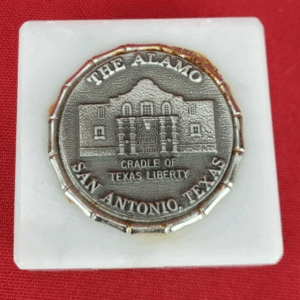 THE ALAMO
CRADLE OF
TEXAS LIBERTY
SAN ANTONIO, TEXAS